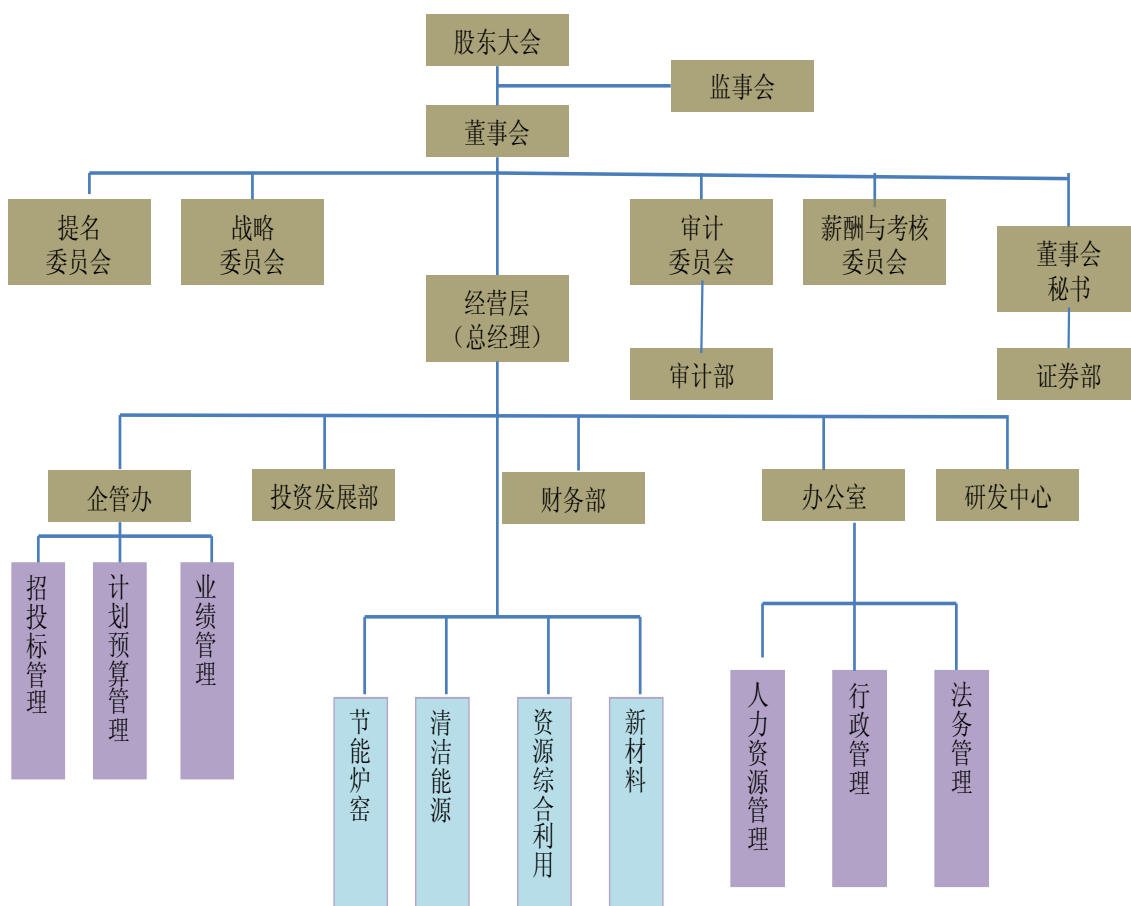 股东大会
监事会
董事会
提名
委员会
战略
委员会
审计
委员会
薪酬与考核
委员会
董事会
秘书
经营层
（总经理）
审计部
证券部
企管办
投资发展部
财务部
办公室
研发中心
招投标管理
计划预算管理
业绩管理
节能炉窑
清洁能源
资源综合利用
新材料
人力资源管理
行政管理
法务管理